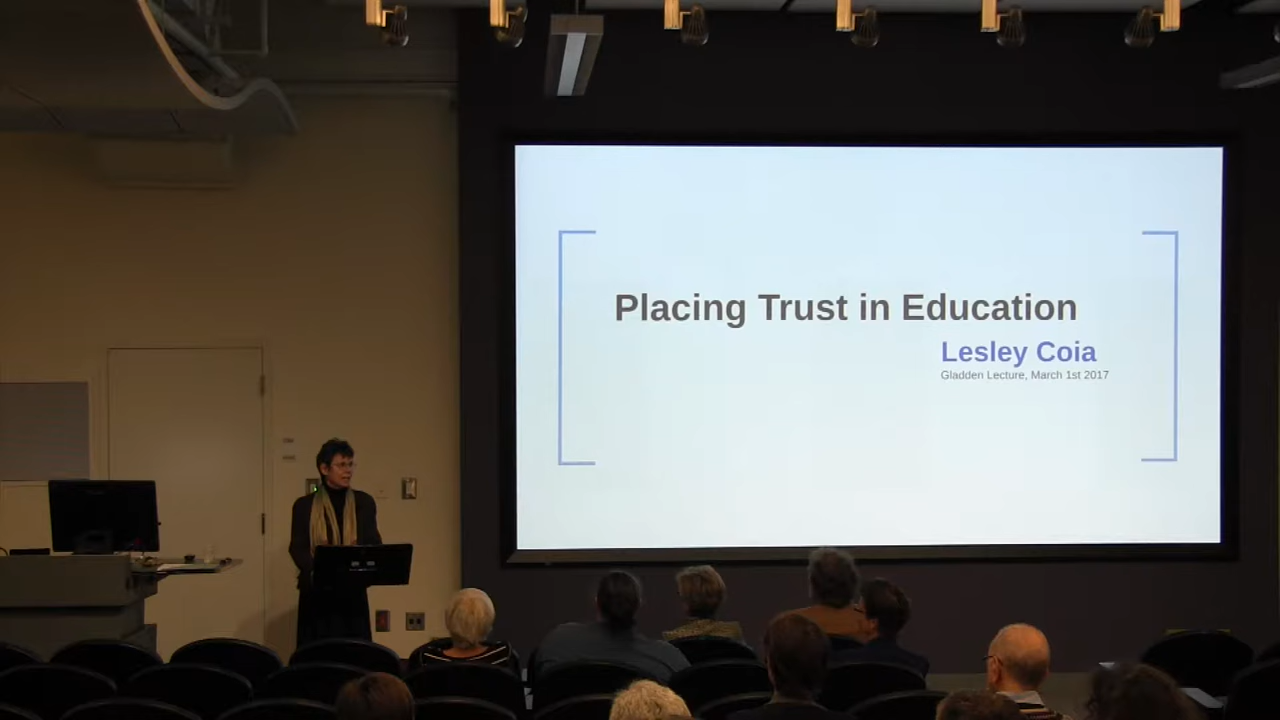 Placing Trust in Education
Lesley Coia
Gladden Lecture, March 1st 2017